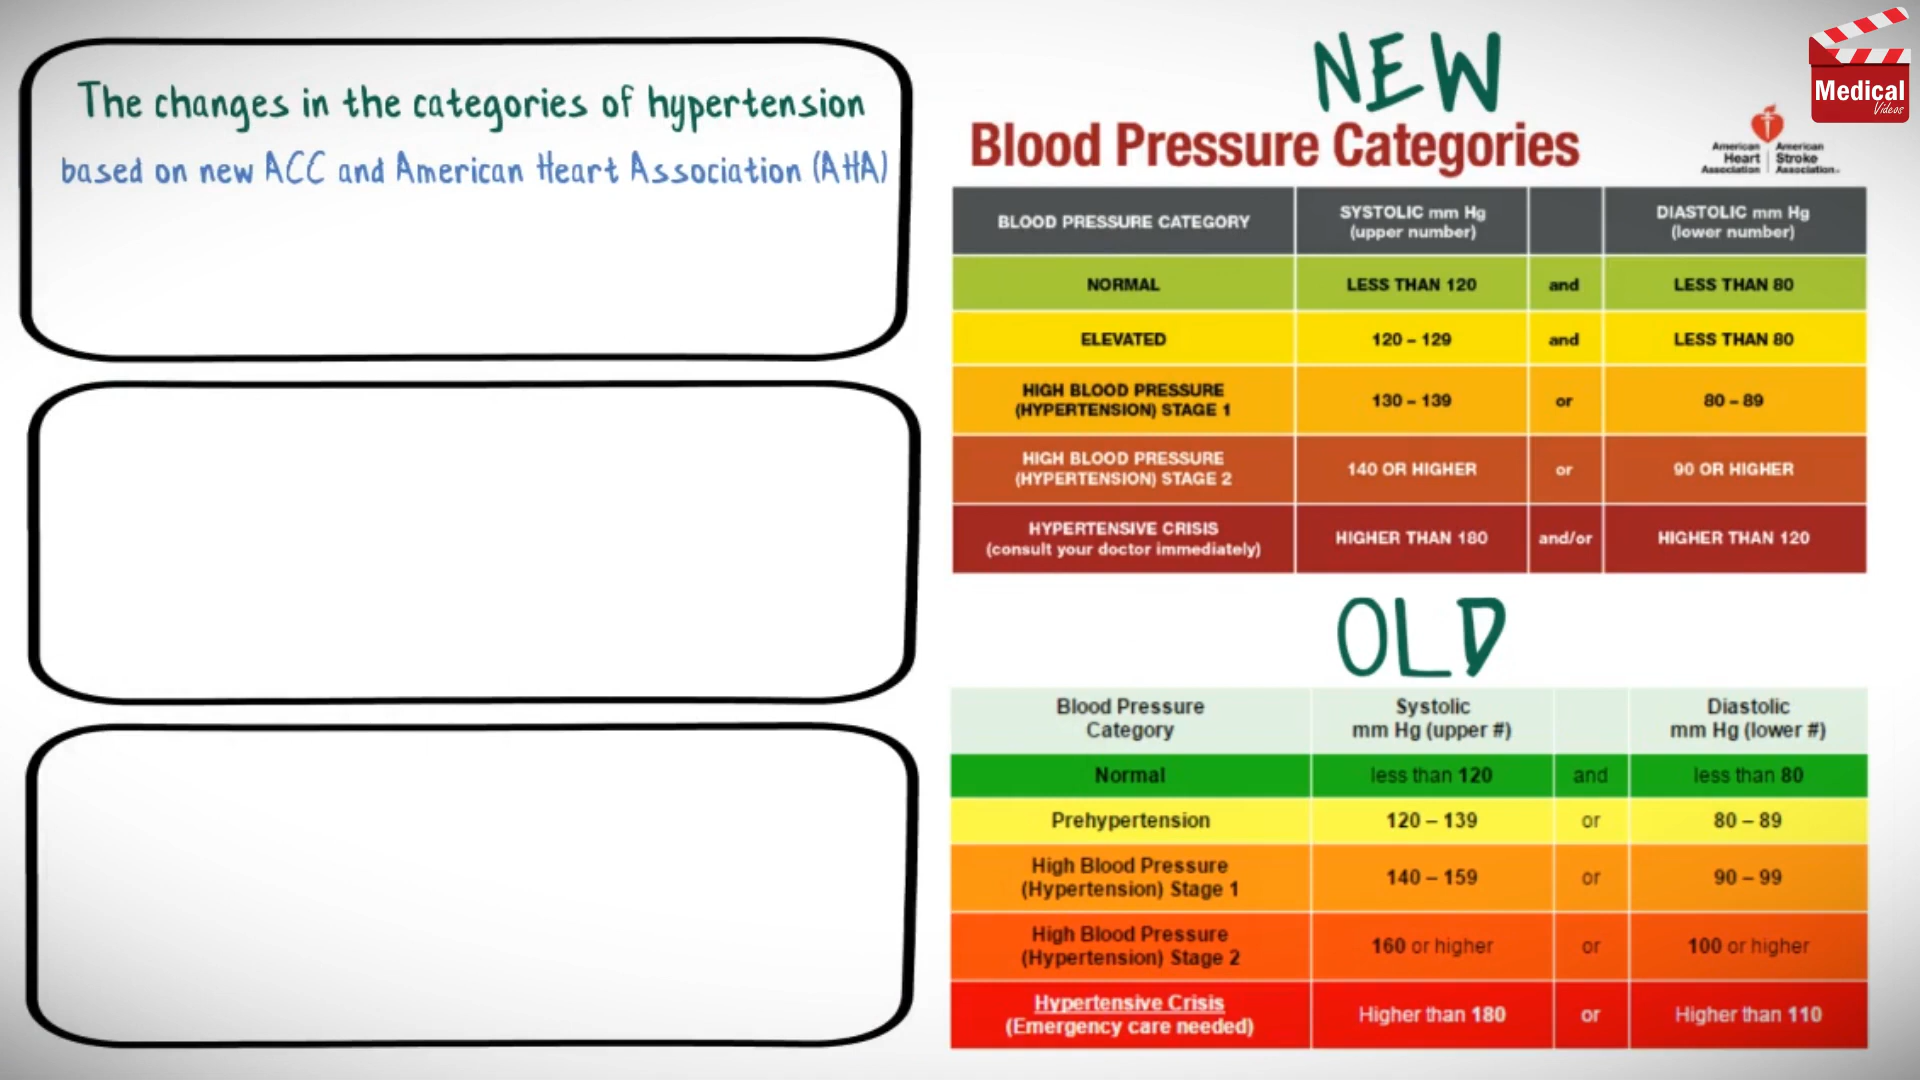 The changes in the categories of hypertension
based on new ACC and American Heart Association (AHA)
NEW
Blood Pressure Categories
American Heart Association
American Stroke Association
Medical
Videos
BLOOD PRESSURE CATEGORY
SYSTOLIC mm Hg
(upper number)
DIASTOLIC mm Hg
(lower number)
NORMAL LESS THAN 120 and LESS THAN 80
ELEVATED 120 – 129 and LESS THAN 80
HIGH BLOOD PRESSURE
(HYPERTENSION) STAGE 1
130 – 139 or 80 – 89
HIGH BLOOD PRESSURE
(HYPERTENSION) STAGE 2
140 OR HIGHER or 90 OR HIGHER
HYPERTENSIVE CRISIS
(consult your doctor immediately)
HIGHER THAN 180 and/or HIGHER THAN 120
OLD
Blood Pressure
Category
Systolic
mm Hg (upper #)
Diastolic
mm Hg (lower #)
Normal less than 120 and less than 80
Prehypertension 120 – 139 or 80 – 89
High Blood Pressure
(Hypertension) Stage 1
140 – 159 or 90 – 99
High Blood Pressure
(Hypertension) Stage 2
160 or higher or 100 or higher
Hypertensive Crisis
(Emergency care needed)
Higher than 180 or Higher than 110